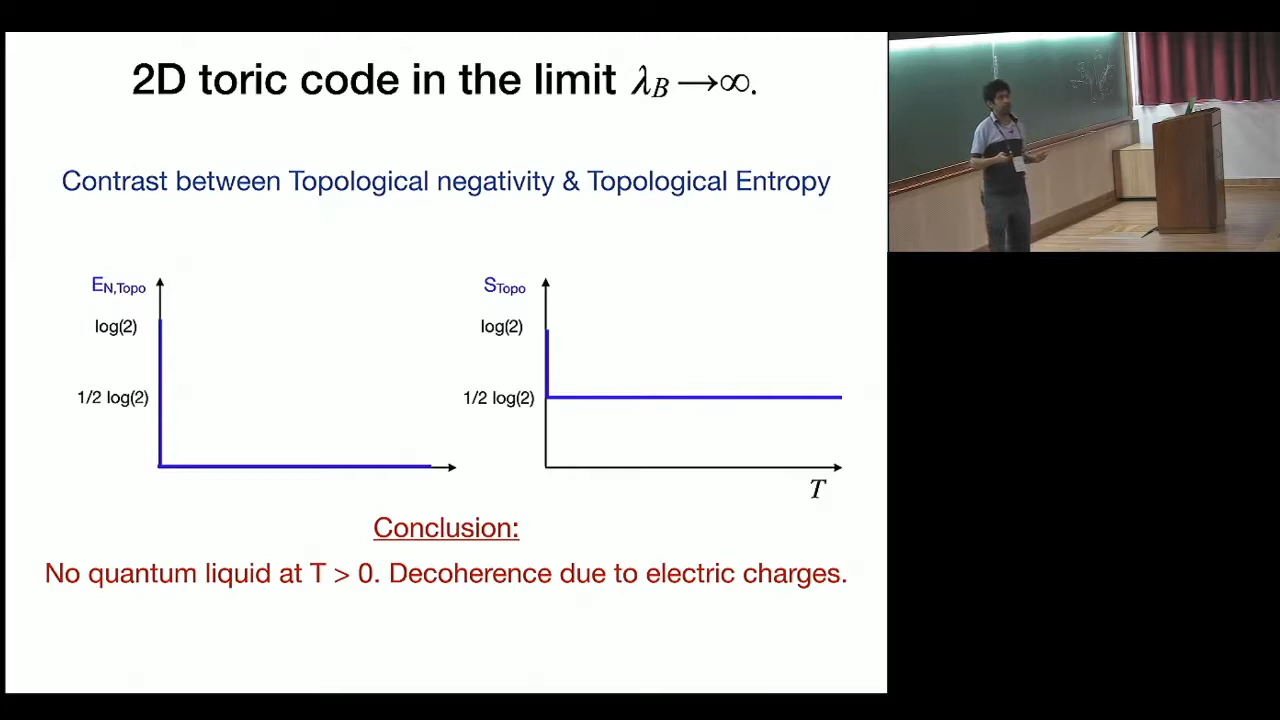 2D toric code in the limit λ_B →∞.
Contrast between Topological negativity & Topological Entropy
E_N,Topo
log(2)
1/2 log(2)
S_Topo
log(2)
1/2 log(2)
T
Conclusion:
No quantum liquid at T > 0. Decoherence due to electric charges.